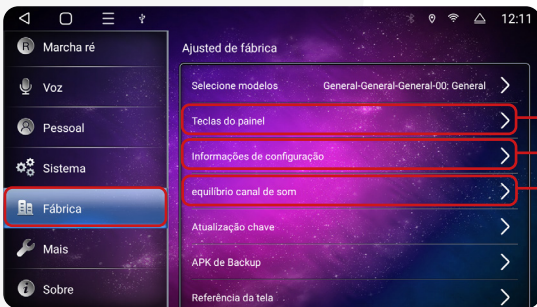 12:11
Marcha ré
Voz
Pessoal
Sistema
Fábrica
Mais
Sobre
Ajusted de fábrica
Selecione modelos General-General-General-00: General
Teclas do painel
Informações de configuração
equilíbrio canal de som
Atualização chave
APK de Backup
Referência da tela